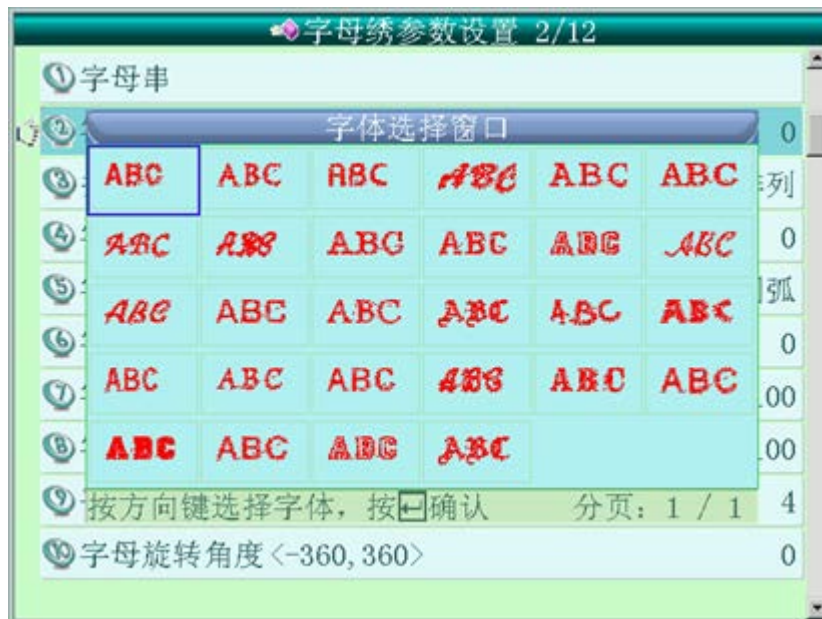 字母绣参数设置 2/12
①字母串
② 0
字体选择窗口
③ 列
ABC ABC ABC ABC ABC ABC
④ 0
ABC ABC ABC ABC ABC ABC
⑤ 弧
ABC ABC ABC ABC ABC ABC
⑥ 0
ABC ABC ABC ABC ABC ABC
⑦ 00
ABC ABC ABC ABC
⑧ 00
⑨ 4
按方向键选择字体，按↵确认 分页：1 / 1
⑩字母旋转角度<-360,360> 0